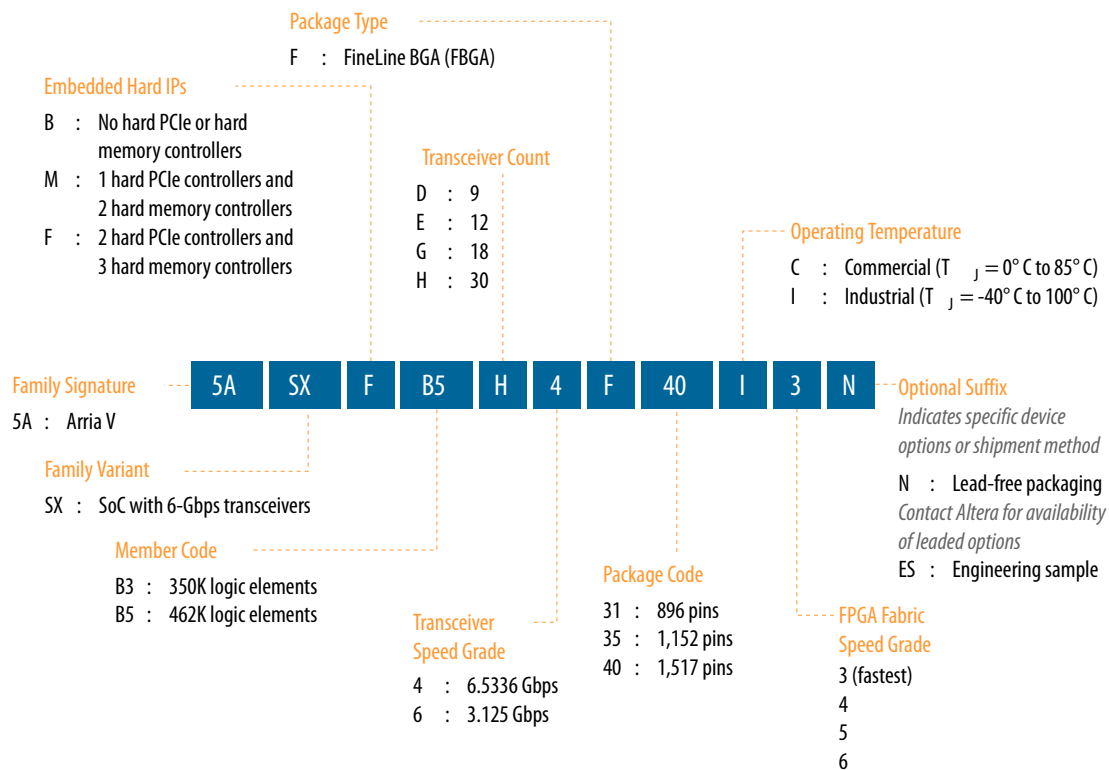 Package Type
F : FineLine BGA (FBGA)
Embedded Hard IPs
B : No hard PCIe or hard
memory controllers
M : 1 hard PCIe controllers and
2 hard memory controllers
F : 2 hard PCIe controllers and
3 hard memory controllers
Transceiver Count
D : 9
E : 12
G : 18
H : 30
Operating Temperature
C : Commercial (T J = 0° C to 85° C)
I : Industrial (T J = -40° C to 100° C)
5A SX F B5 H 4 F 40 I 3 N
Family Signature
5A : Arria V
Family Variant
SX : SoC with 6-Gbps transceivers
Member Code
B3 : 350K logic elements
B5 : 462K logic elements
Transceiver
Speed Grade
4 : 6.5336 Gbps
6 : 3.125 Gbps
Package Code
31 : 896 pins
35 : 1,152 pins
40 : 1,517 pins
FPGA Fabric
Speed Grade
3 (fastest)
4
5
6
Optional Suffix
Indicates specific device
options or shipment method
N : Lead-free packaging
Contact Altera for availability
of leaded options
ES : Engineering sample